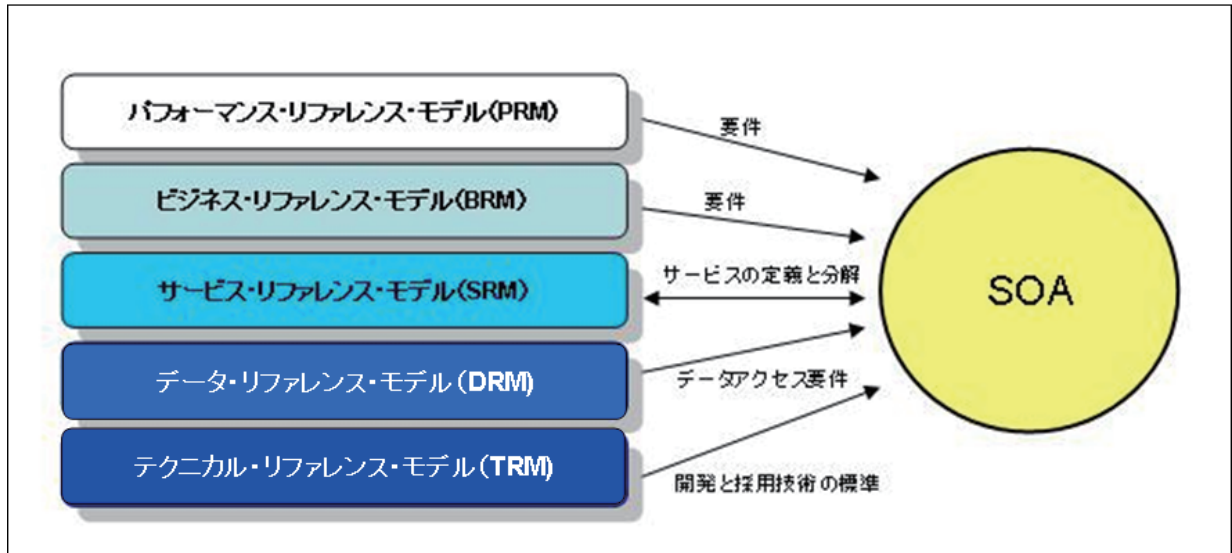 パフォーマンス・リファレンス・モデル(PRM)
要件
ビジネス・リファレンス・モデル(BRM)
要件
サービス・リファレンス・モデル(SRM)
サービスの定義と分解
SOA
データ・リファレンス・モデル(DRM)
データアクセス要件
テクニカル・リファレンス・モデル(TRM)
開発と採用技術の標準